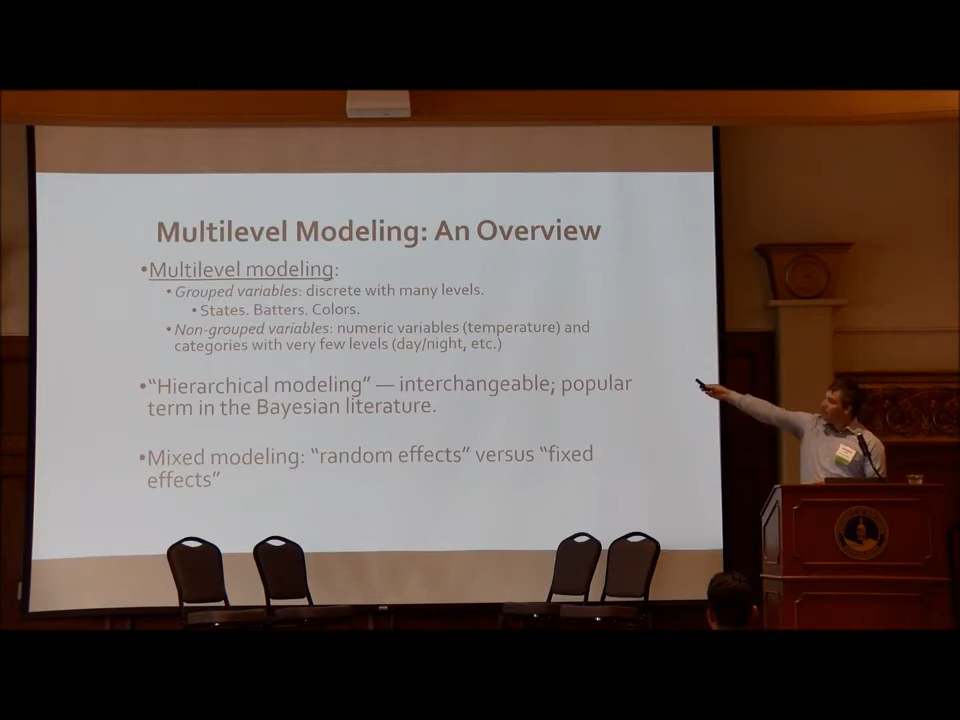 Multilevel Modeling: An Overview
•Multilevel modeling:
•Grouped variables: discrete with many levels.
•States. Batters. Colors.
•Non-grouped variables: numeric variables (temperature) and
categories with very few levels (day/night, etc.)
•“Hierarchical modeling” — interchangeable; popular
term in the Bayesian literature.
•Mixed modeling: “random effects” versus “fixed
effects”